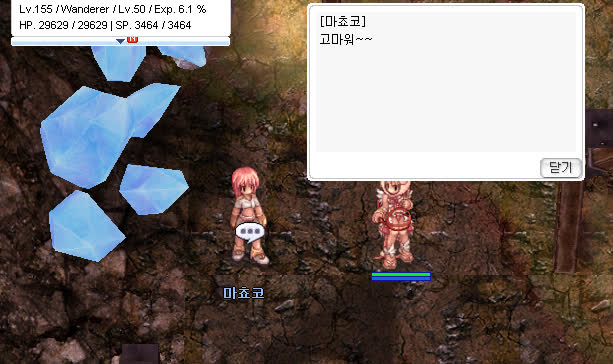 Lv.155 / Wanderer / Lv.50 / Exp. 6.1 %
HP. 29629 / 29629 | SP. 3464 / 3464
[마쵸코]
고마워~~
닫기
마쵸코